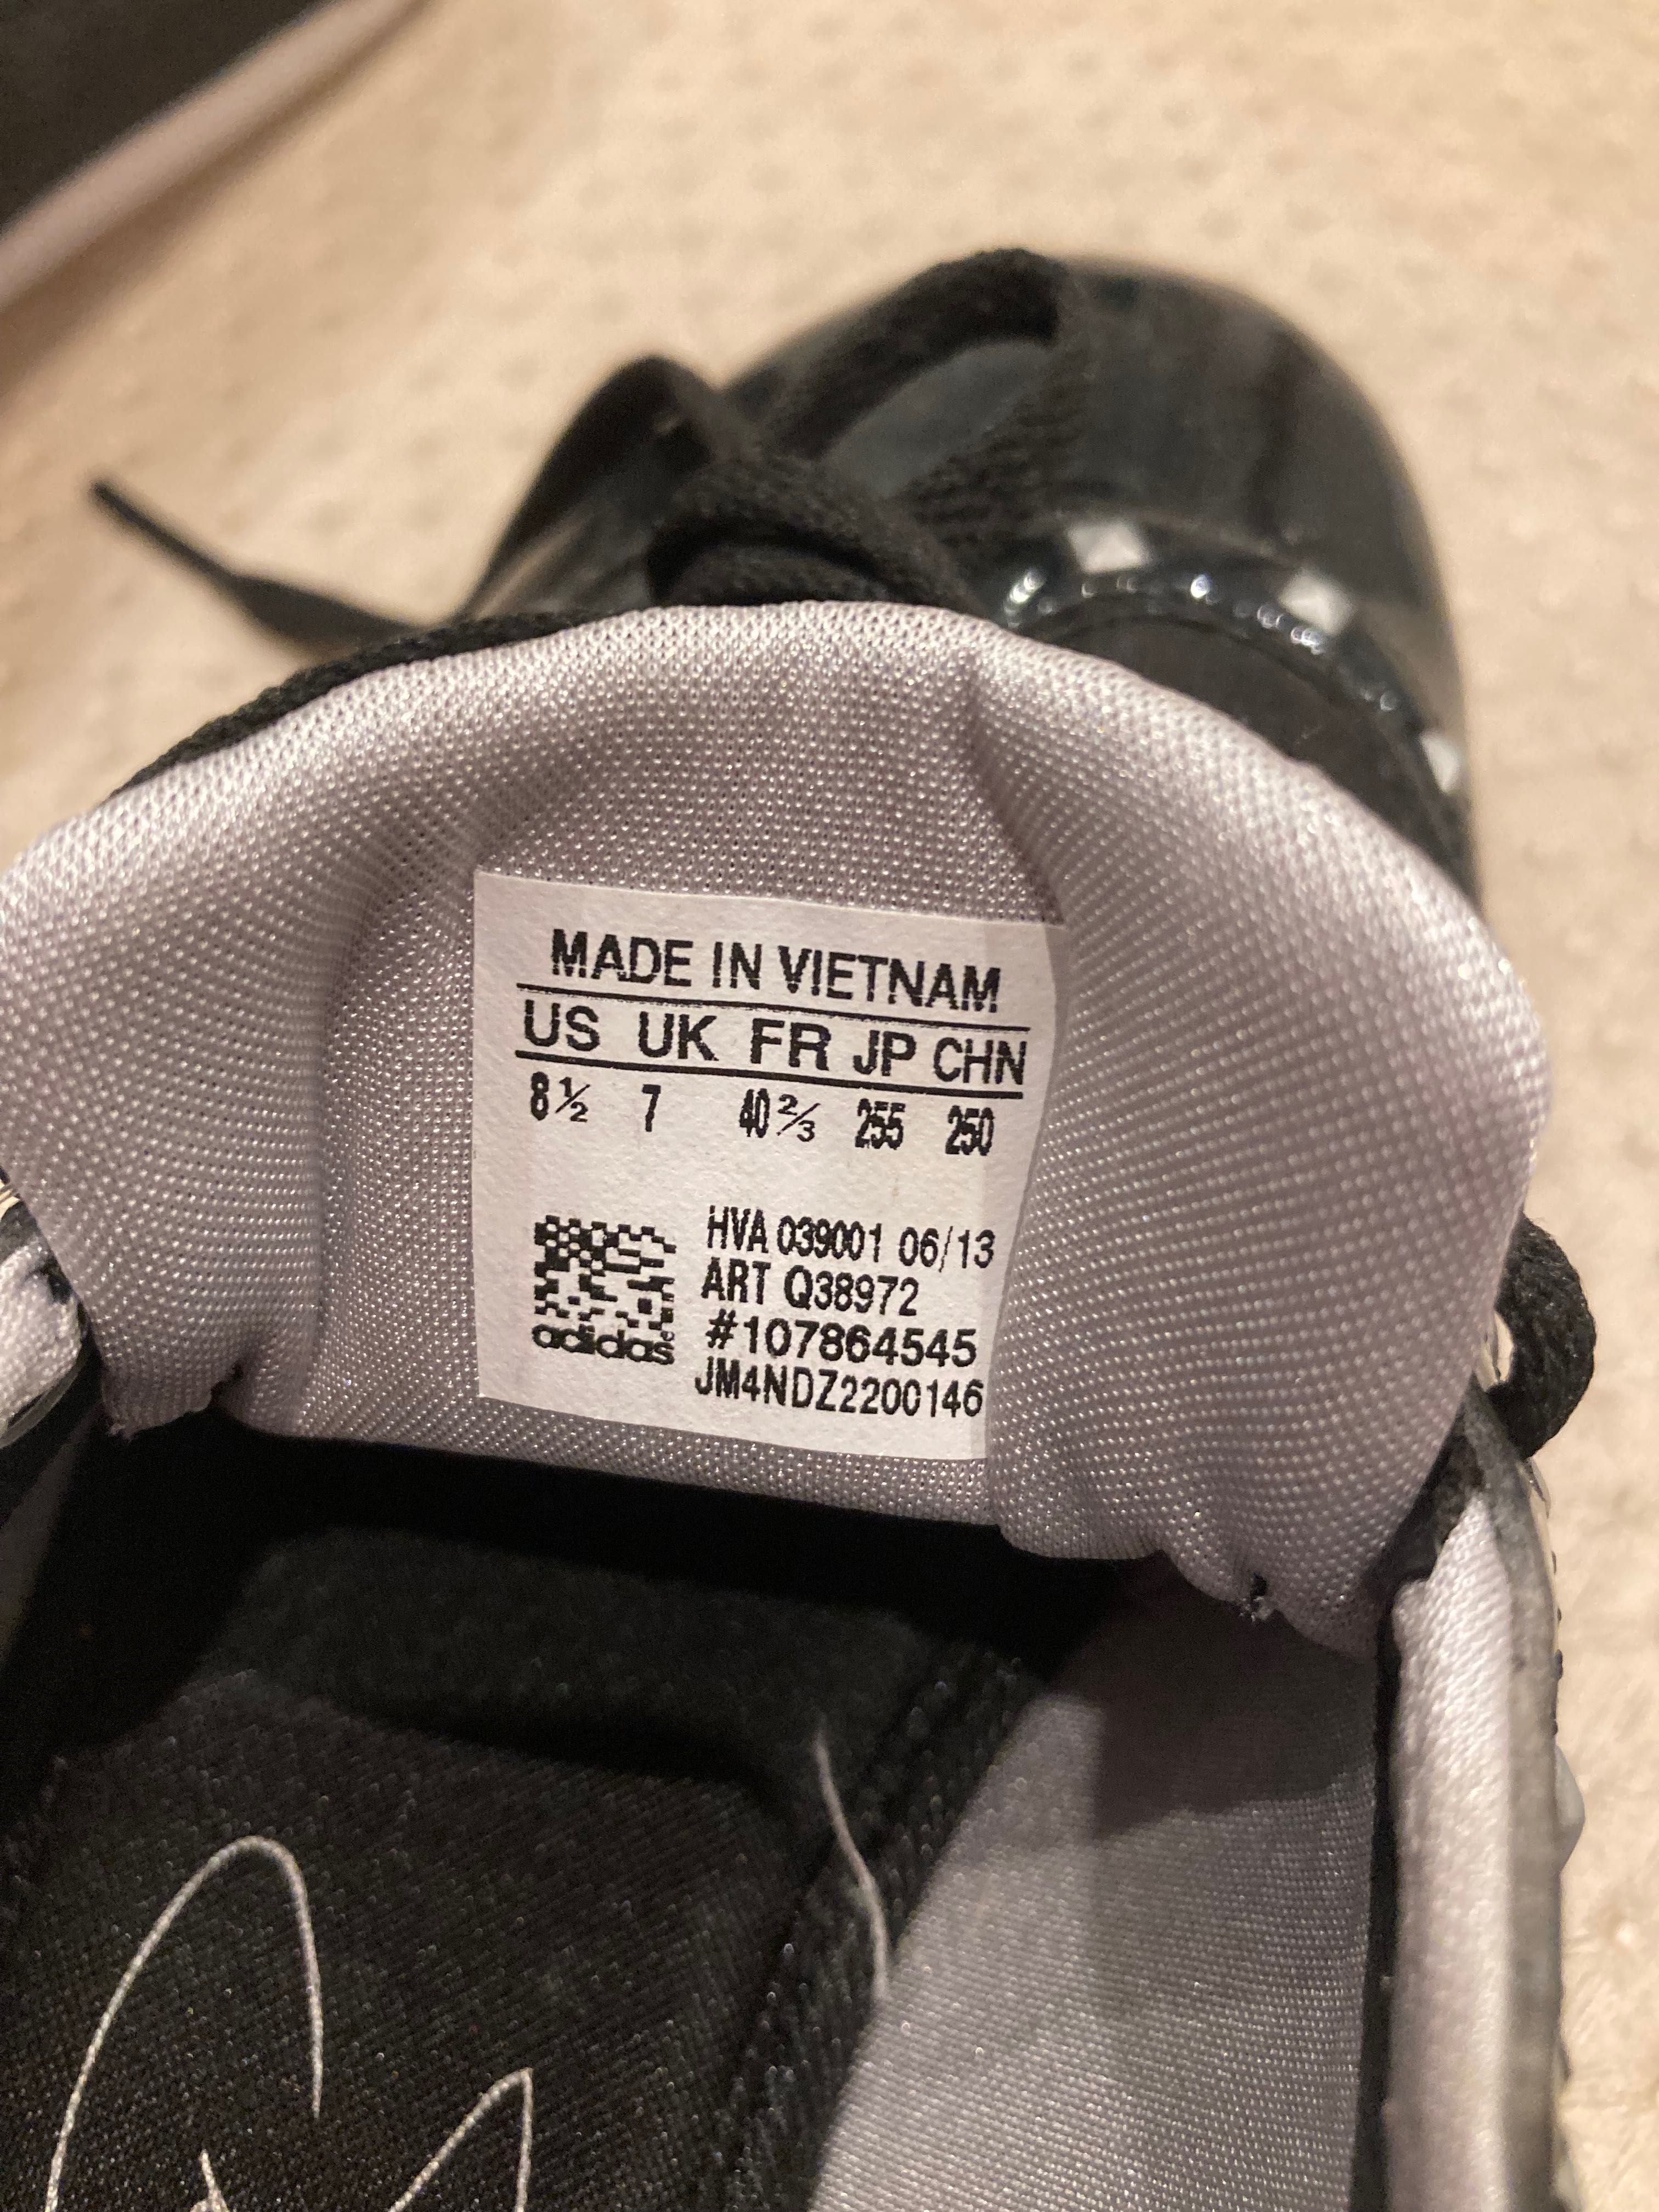 MADE IN VIETNAM
US UK FR JP CHN
8½ 7 40⅔ 255 250
HVA 039001 06/13
ART Q38972
#107864545
JM4NDZ2200146
adidas